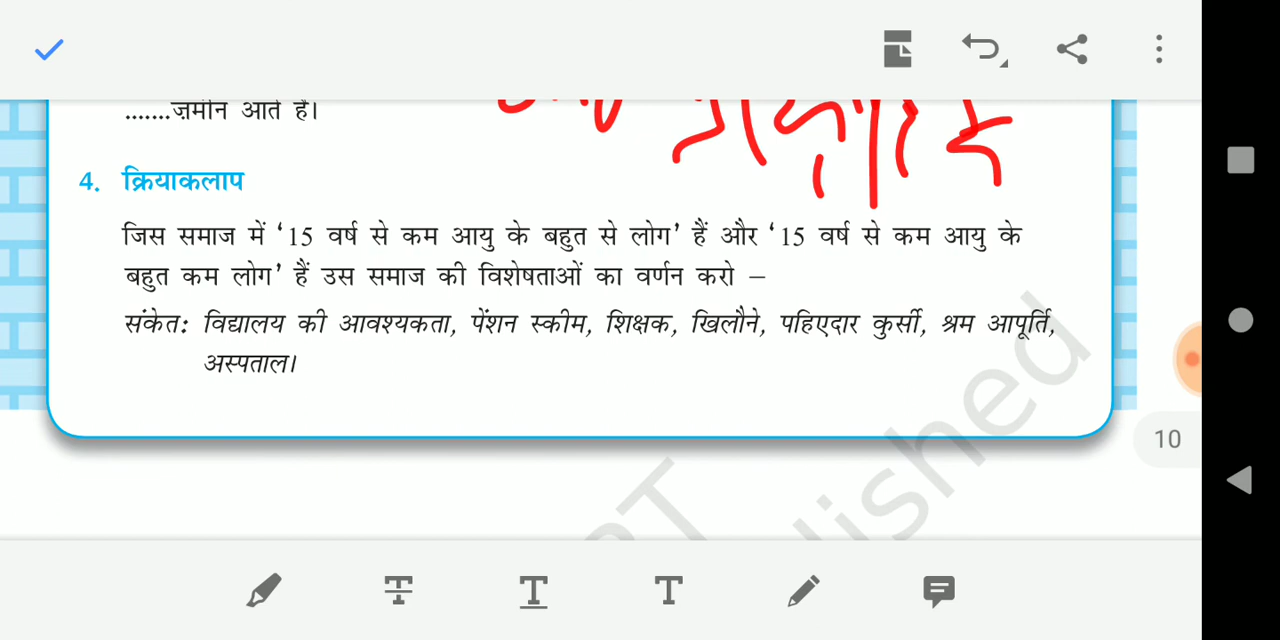 .......ज़मीन आते हैं।
4. क्रियाकलाप
जिस समाज में ‘15 वर्ष से कम आयु के बहुत से लोग’ हैं और ‘15 वर्ष से कम आयु के
बहुत कम लोग’ हैं उस समाज की विशेषताओं का वर्णन करो –
संकेत: विद्यालय की आवश्यकता, पेंशन स्कीम, शिक्षक, खिलौने, पहिएदार कुर्सी, श्रम आपूर्ति,
अस्पताल।
10
T T T